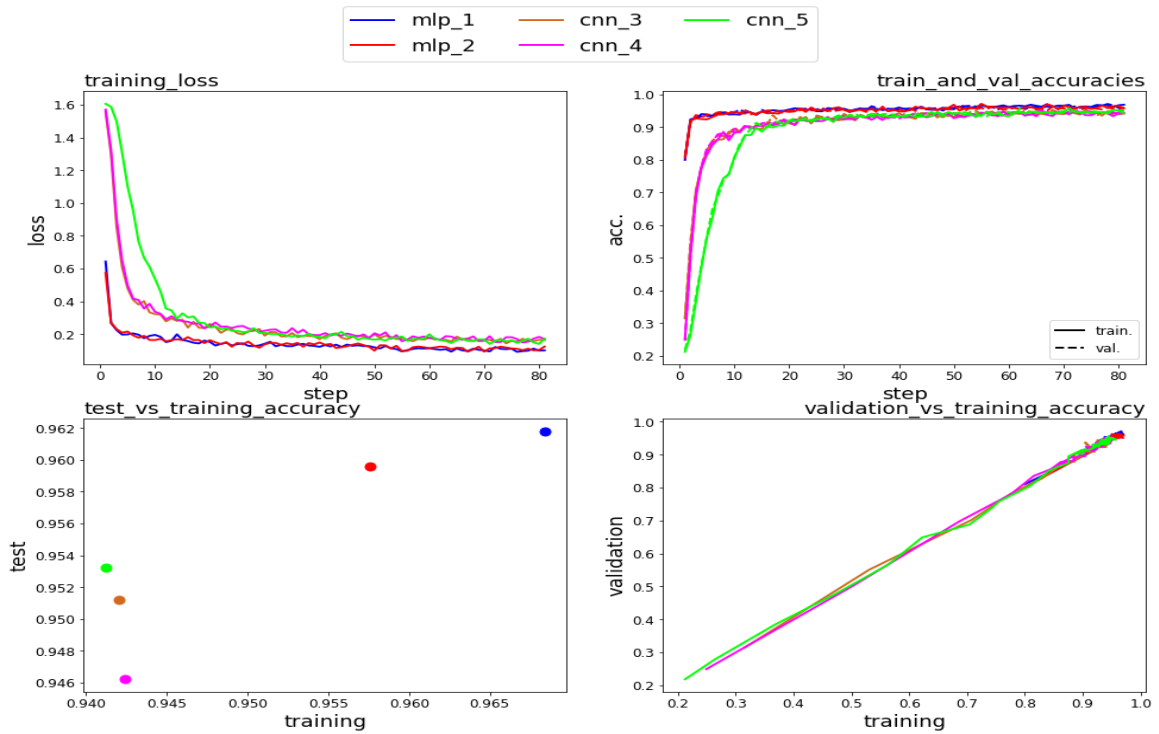 mlp_1
mlp_2
cnn_3
cnn_4
cnn_5
training_loss
1.6
1.4
1.2
1.0
0.8
0.6
0.4
0.2
loss
0 10 20 30 40 50 60 70 80
step
train_and_val_accuracies
1.0
0.9
0.8
0.7
0.6
0.5
0.4
0.3
0.2
acc.
train.
val.
0 10 20 30 40 50 60 70 80
step
test_vs_training_accuracy
0.962
0.960
0.958
0.956
0.954
0.952
0.950
0.948
0.946
test
0.940 0.945 0.950 0.955 0.960 0.965
training
validation_vs_training_accuracy
1.0
0.9
0.8
0.7
0.6
0.5
0.4
0.3
0.2
validation
0.2 0.3 0.4 0.5 0.6 0.7 0.8 0.9 1.0
training